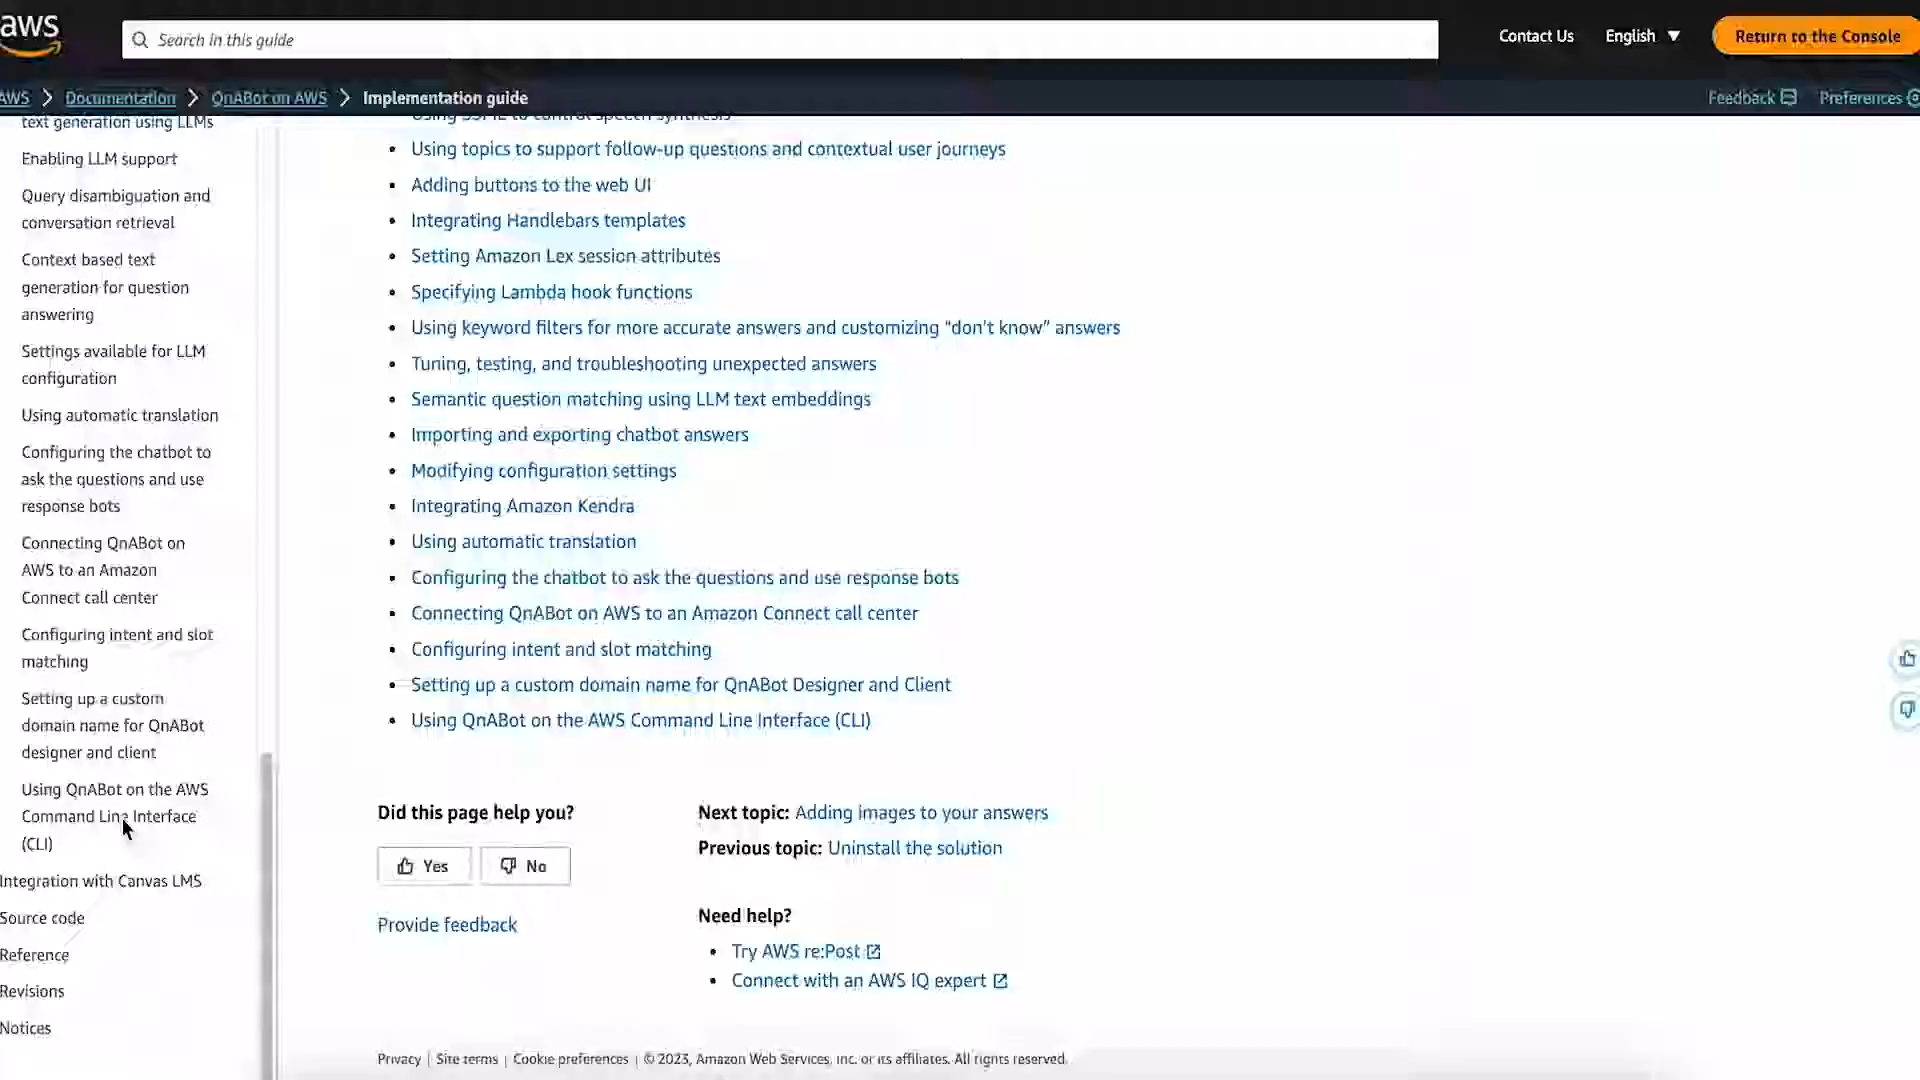 aws
Search in this guide
Contact Us
English
Return to the Console
AWS
Documentation
QnABot on AWS
Implementation guide
Feedback
Preferences
text generation using LLMs
Enabling LLM support
Query disambiguation and
conversation retrieval
Context based text
generation for question
answering
Settings available for LLM
configuration
Using automatic translation
Configuring the chatbot to
ask the questions and use
response bots
Connecting QnABot on
AWS to an Amazon
Connect call center
Configuring intent and slot
matching
Setting up a custom
domain name for QnABot
designer and client
Using QnABot on the AWS
Command Line Interface
(CLI)
Integration with Canvas LMS
Source code
Reference
Revisions
Notices
Using SSML to control speech synthesis
• Using topics to support follow-up questions and contextual user journeys
• Adding buttons to the web UI
• Integrating Handlebars templates
• Setting Amazon Lex session attributes
• Specifying Lambda hook functions
• Using keyword filters for more accurate answers and customizing “don’t know” answers
• Tuning, testing, and troubleshooting unexpected answers
• Semantic question matching using LLM text embeddings
• Importing and exporting chatbot answers
• Modifying configuration settings
• Integrating Amazon Kendra
• Using automatic translation
• Configuring the chatbot to ask the questions and use response bots
• Connecting QnABot on AWS to an Amazon Connect call center
• Configuring intent and slot matching
• Setting up a custom domain name for QnABot Designer and Client
• Using QnABot on the AWS Command Line Interface (CLI)
Did this page help you?
Yes
No
Provide feedback
Next topic: Adding images to your answers
Previous topic: Uninstall the solution
Need help?
• Try AWS re:Post
• Connect with an AWS IQ expert
Privacy | Site terms | Cookie preferences | © 2023, Amazon Web Services, Inc. or its affiliates. All rights reserved.